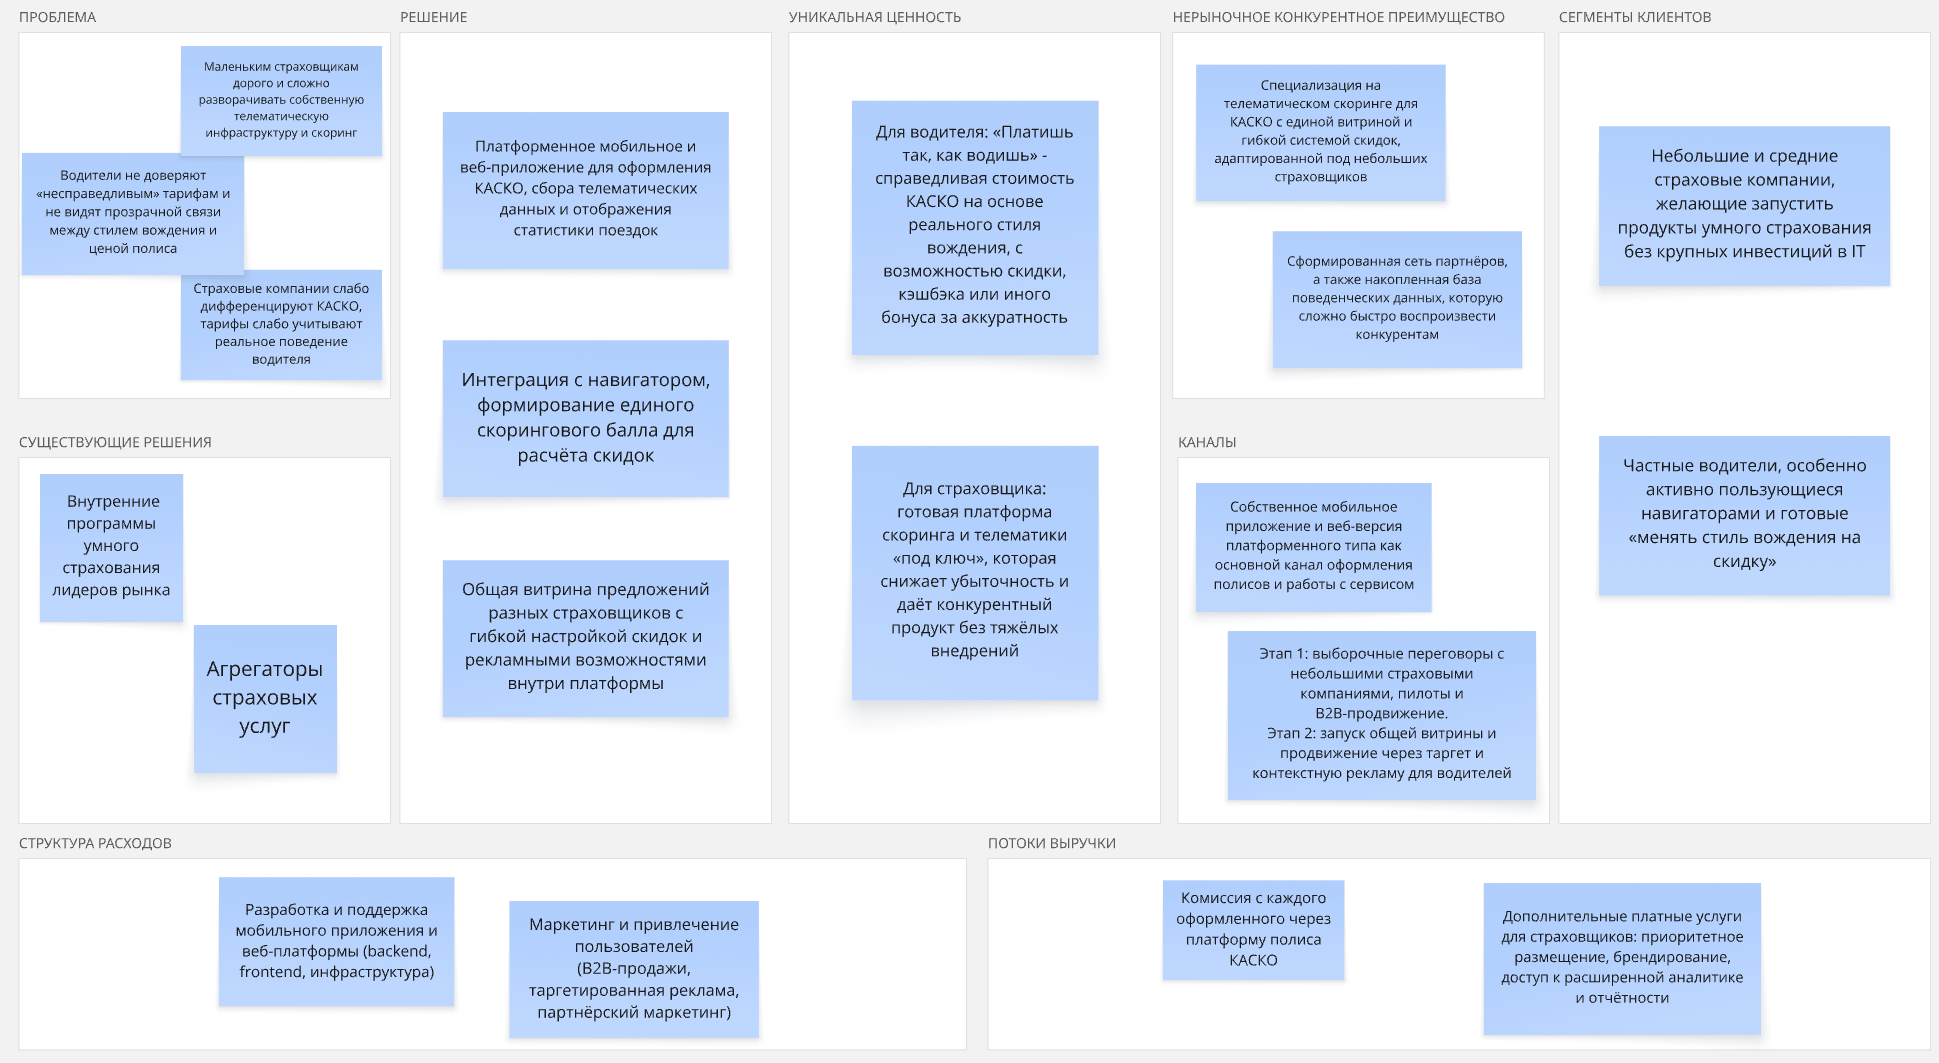 ПРОБЛЕМА
Маленьким страховщикам
дорого и сложно
разворачивать собственную
телематическую
инфраструктуру и скоринг
Водители не доверяют
«несправедливым» тарифам и
не видят прозрачной связи
между стилем вождения и
ценой полиса
Страховые компании слабо
дифференцируют КАСКО,
тарифы слабо учитывают
реальное поведение
водителя
СУЩЕСТВУЮЩИЕ РЕШЕНИЯ
Внутренние
программы
умного
страхования
лидеров рынка
Агрегаторы
страховых
услуг
РЕШЕНИЕ
Платформенное мобильное и
веб-приложение для оформления
КАСКО, сбора телематических
данных и отображения
статистики поездок
Интеграция с навигатором,
формирование единого
скорингового балла для
расчёта скидок
Общая витрина предложений
разных страховщиков с
гибкой настройкой скидок и
рекламными возможностями
внутри платформы
УНИКАЛЬНАЯ ЦЕННОСТЬ
Для водителя: «Платишь
так, как водишь» -
справедливая стоимость
КАСКО на основе
реального стиля
вождения, с
возможностью скидки,
кэшбэка или иного
бонуса за аккуратность
Для страховщика:
готовая платформа
скоринга и телематики
«под ключ», которая
снижает убыточность и
даёт конкурентный
продукт без тяжёлых
внедрений
НЕРЫНОЧНОЕ КОНКУРЕНТНОЕ ПРЕИМУЩЕСТВО
Специализация на
телематическом скоринге для
КАСКО с единой витриной и
гибкой системой скидок,
адаптированной под небольших
страховщиков
Сформированная сеть партнёров,
а также накопленная база
поведенческих данных, которую
сложно быстро воспроизвести
конкурентам
КАНАЛЫ
Собственное мобильное
приложение и веб-версия
платформенного типа как
основной канал оформления
полисов и работы с сервисом
Этап 1: выборочные переговоры с
небольшими страховыми
компаниями, пилоты и
B2B-продвижение.
Этап 2: запуск общей витрины и
продвижение через таргет и
контекстную рекламу для водителей
СЕГМЕНТЫ КЛИЕНТОВ
Небольшие и средние
страховые компании,
желающие запустить
продукты умного страхования
без крупных инвестиций в IT
Частные водители, особенно
активно пользующиеся
навигаторами и готовые
«менять стиль вождения на
скидку»
СТРУКТУРА РАСХОДОВ
Разработка и поддержка
мобильного приложения и
веб-платформы (backend,
frontend, инфраструктура)
Маркетинг и привлечение
пользователей
(B2B-продажи,
таргетированная реклама,
партнёрский маркетинг)
ПОТОКИ ВЫРУЧКИ
Комиссия с каждого
оформленного через
платформу полиса
КАСКО
Дополнительные платные услуги
для страховщиков: приоритетное
размещение, брендирование,
доступ к расширенной аналитике
и отчётности